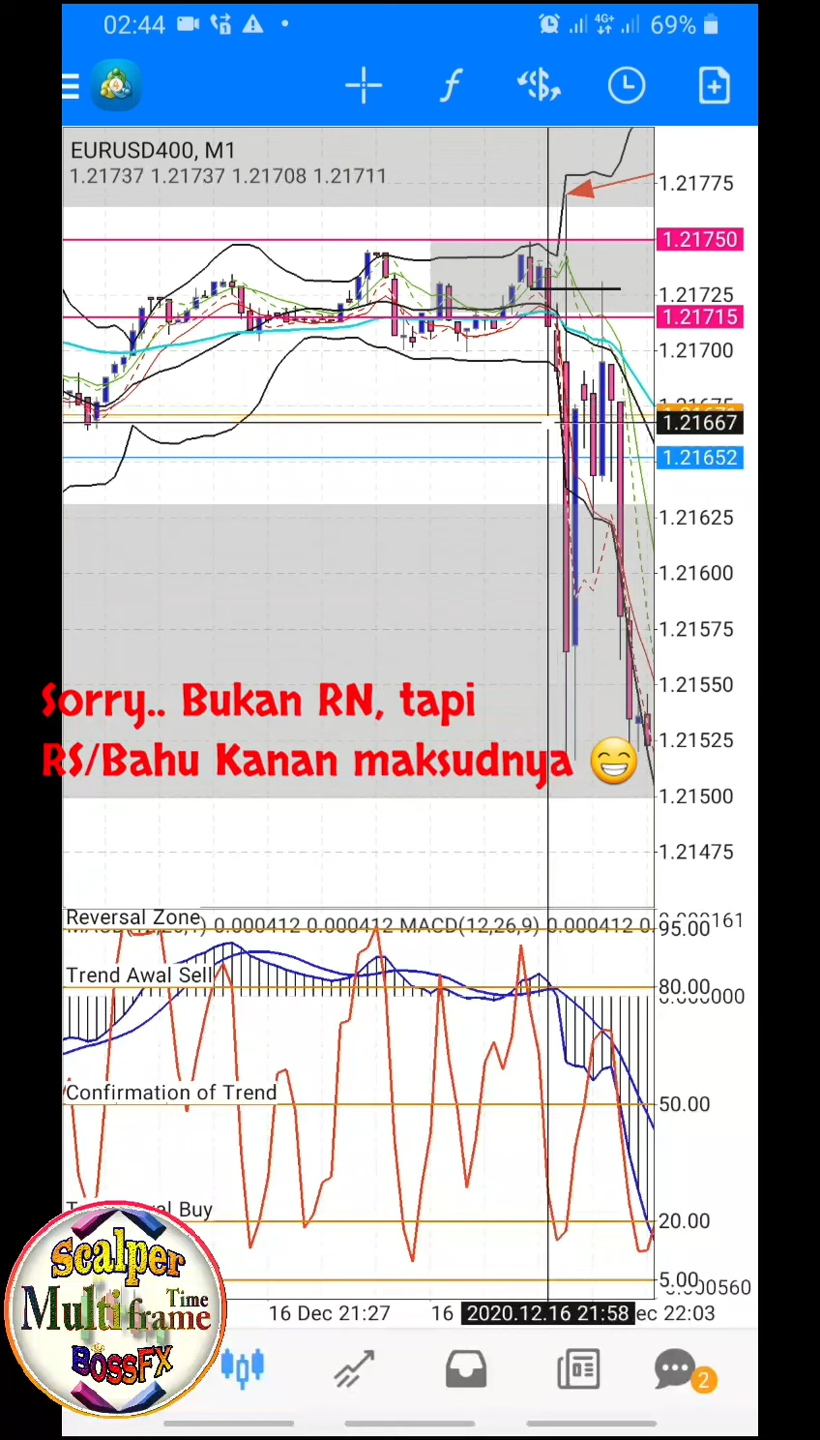 02:44
4G+
69%
EURUSD400, M1
1.21737 1.21737 1.21708 1.21711
1.21775
1.21750
1.21725
1.21715
1.21700
1.21675
1.21667
1.21652
1.21625
1.21600
1.21575
1.21550
Sorry.. Bukan RN, tapi
1.21525
RS/Bahu Kanan maksudnya 😁
1.21500
1.21475
Reversal Zone
0.000412 0.000412 MACD(12,26,9) 0.000412
95.00
Trend Awal Sell
80.00
Confirmation of Trend
50.00
Buy
20.00
5.00
16 Dec 21:27
16
2020.12.16 21:58
ec 22:03
Scalper
Multi Time
frame
BossFX
2